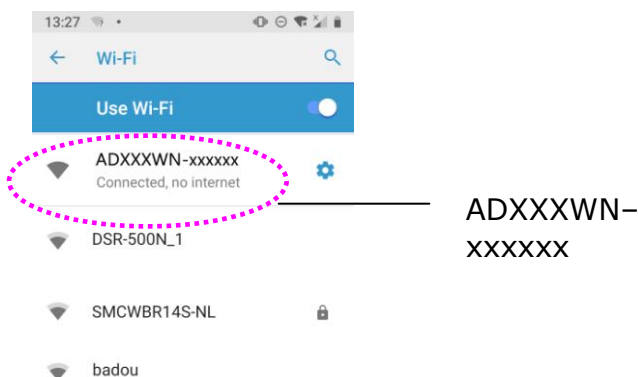 13:27
Wi-Fi
Use Wi-Fi
ADXXXWN-xxxxxx
Connected, no internet
ADXXXWN–
xxxxxx
DSR-500N_1
SMCWBR14S-NL
badou